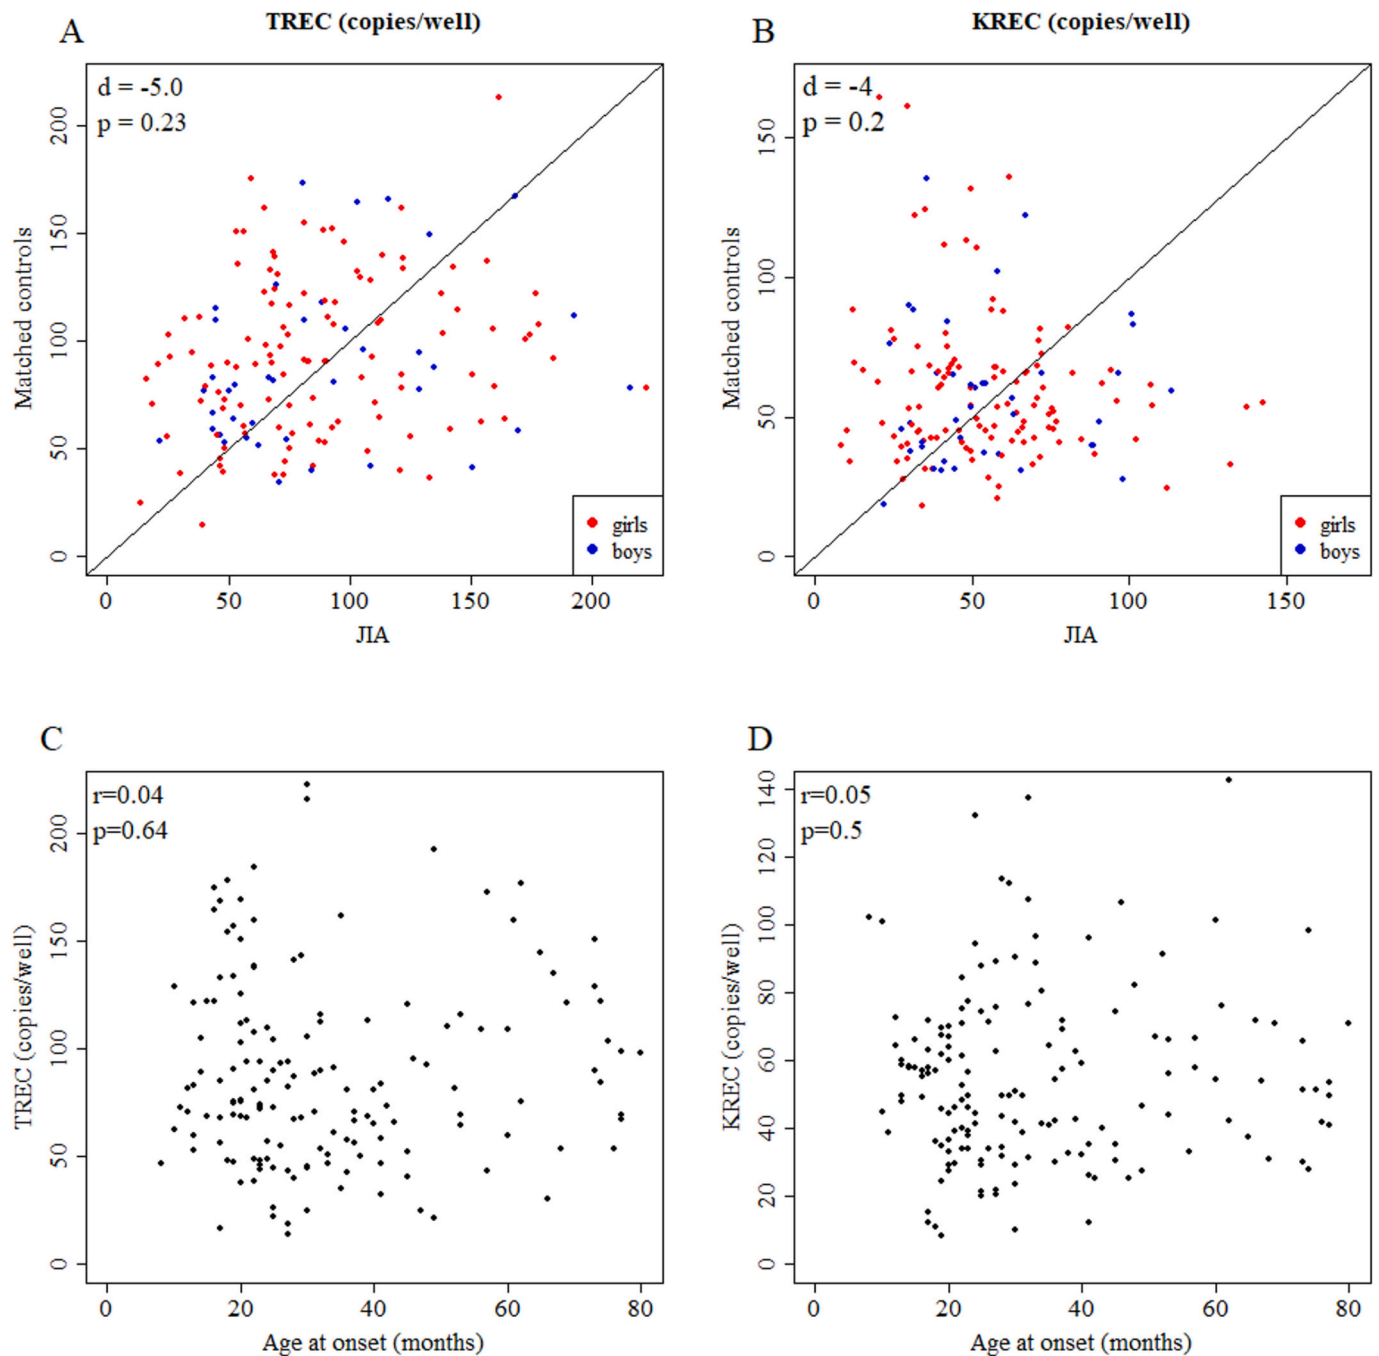 A
TREC (copies/well)
d = -5.0
p = 0.23
Matched controls
0
50
100
150
200
0
50
100
150
200
JIA
girls
boys
B
KREC (copies/well)
d = -4
p = 0.2
Matched controls
0
50
100
150
0
50
100
150
JIA
girls
boys
C
r=0.04
p=0.64
TREC (copies/well)
0
50
100
150
200
0
20
40
60
80
Age at onset (months)
D
r=0.05
p=0.5
KREC (copies/well)
0
20
40
60
80
100
120
140
0
20
40
60
80
Age at onset (months)